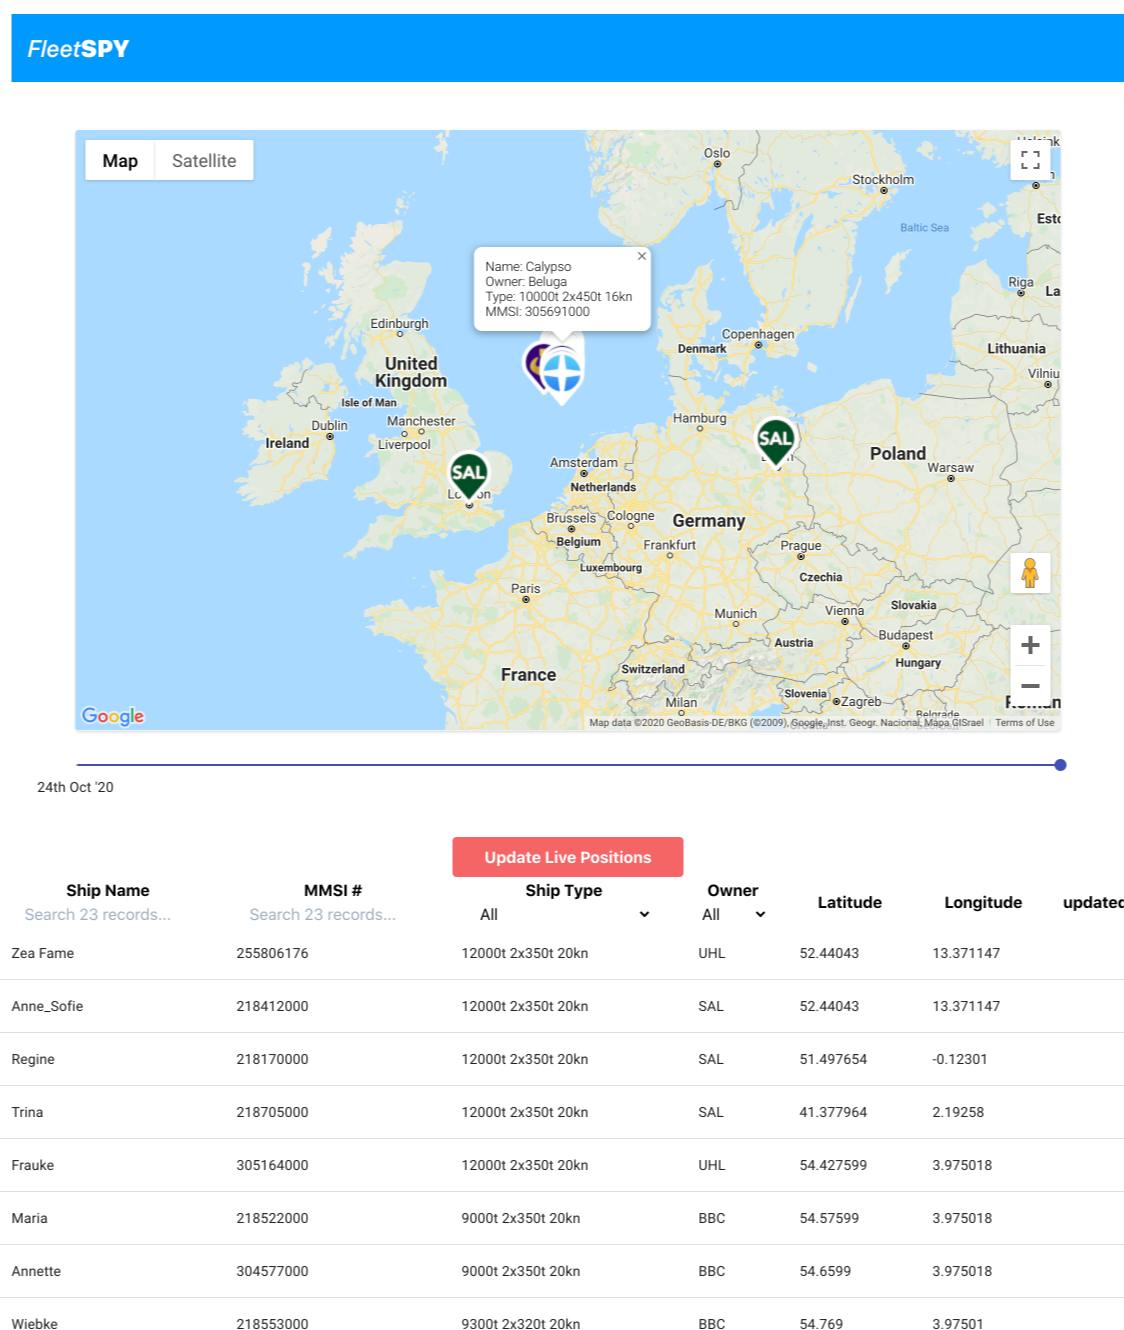 FleetSPY
Map Satellite
Oslo
Stockholm
Baltic Sea
Riga
Name: Calypso
Owner: Beluga
Type: 10000t 2x450t 16kn
MMSI: 305691000
Edinburgh
Copenhagen
Denmark
Lithuania
United
Kingdom
Isle of Man
Dublin
Manchester
Hamburg
Ireland
Liverpool
SAL
Poland
Amsterdam
Warsaw
SAL
Netherlands
Brussels
Cologne
Germany
Belgium
Frankfurt
Prague
Luxembourg
Czechia
Paris
Munich
Vienna
Slovakia
Austria
Budapest
Hungary
France
Switzerland
Slovenia
Zagreb
Milan
Belgrade
Google
Map data ©2020 GeoBasis-DE/BKG (©2009), Google, Inst. Geogr. Nacional, Mapa GISrael Terms of Use
24th Oct '20
Update Live Positions
Ship Name MMSI # Ship Type Owner Latitude Longitude updated
Search 23 records... Search 23 records... All All
Zea Fame 255806176 12000t 2x350t 20kn UHL 52.44043 13.371147
Anne_Sofie 218412000 12000t 2x350t 20kn SAL 52.44043 13.371147
Regine 218170000 12000t 2x350t 20kn SAL 51.497654 -0.12301
Trina 218705000 12000t 2x350t 20kn SAL 41.377964 2.19258
Frauke 305164000 12000t 2x350t 20kn UHL 54.427599 3.975018
Maria 218522000 9000t 2x350t 20kn BBC 54.57599 3.975018
Annette 304577000 9000t 2x350t 20kn BBC 54.6599 3.975018
Wiebke 218553000 9300t 2x320t 20kn BBC 54.769 3.97501